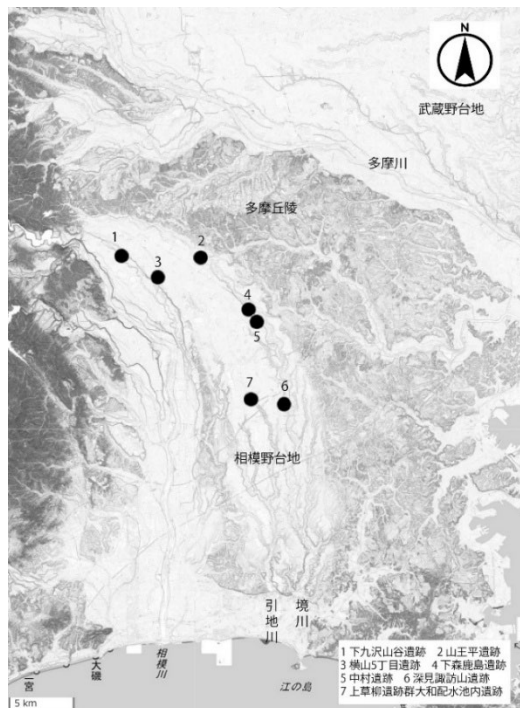 N
武蔵野台地
多摩川
多摩丘陵
1
2
3
4
5
7
6
相模野台地
引地川
境川
相模川
大磯
二宮
江の島
1 下九沢山谷遺跡 2 山王平遺跡
3 横山5丁目遺跡 4 下森鹿島遺跡
5 中村遺跡 6 深見諏訪山遺跡
7 上草柳遺跡群大和配水池内遺跡
5 km